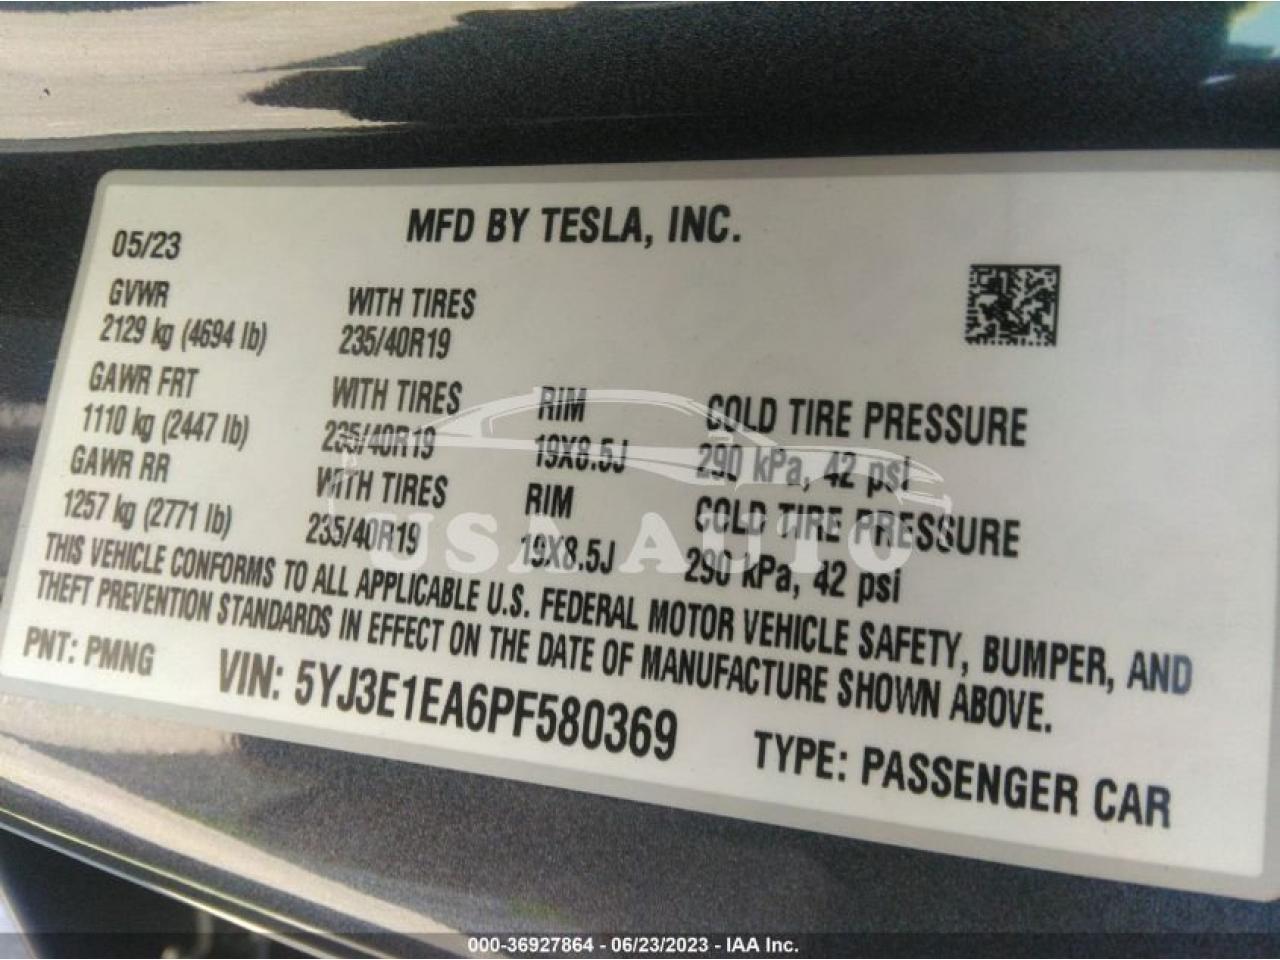 MFD BY TESLA, INC.
05/23
GVWR WITH TIRES
2129 kg (4694 lb) 235/40R19
GAWR FRT WITH TIRES RIM COLD TIRE PRESSURE
1110 kg (2447 lb) 235/40R19 19X8.5J 290 kPa, 42 psi
GAWR RR WITH TIRES RIM COLD TIRE PRESSURE
1257 kg (2771 lb) 235/40R19 19X8.5J 290 kPa, 42 psi
USA AUTO
THIS VEHICLE CONFORMS TO ALL APPLICABLE U.S. FEDERAL MOTOR VEHICLE SAFETY, BUMPER, AND
THEFT PREVENTION STANDARDS IN EFFECT ON THE DATE OF MANUFACTURE SHOWN ABOVE.
PNT: PMNG VIN: 5YJ3E1EA6PF580369 TYPE: PASSENGER CAR
000-36927864 - 06/23/2023 - IAA Inc.